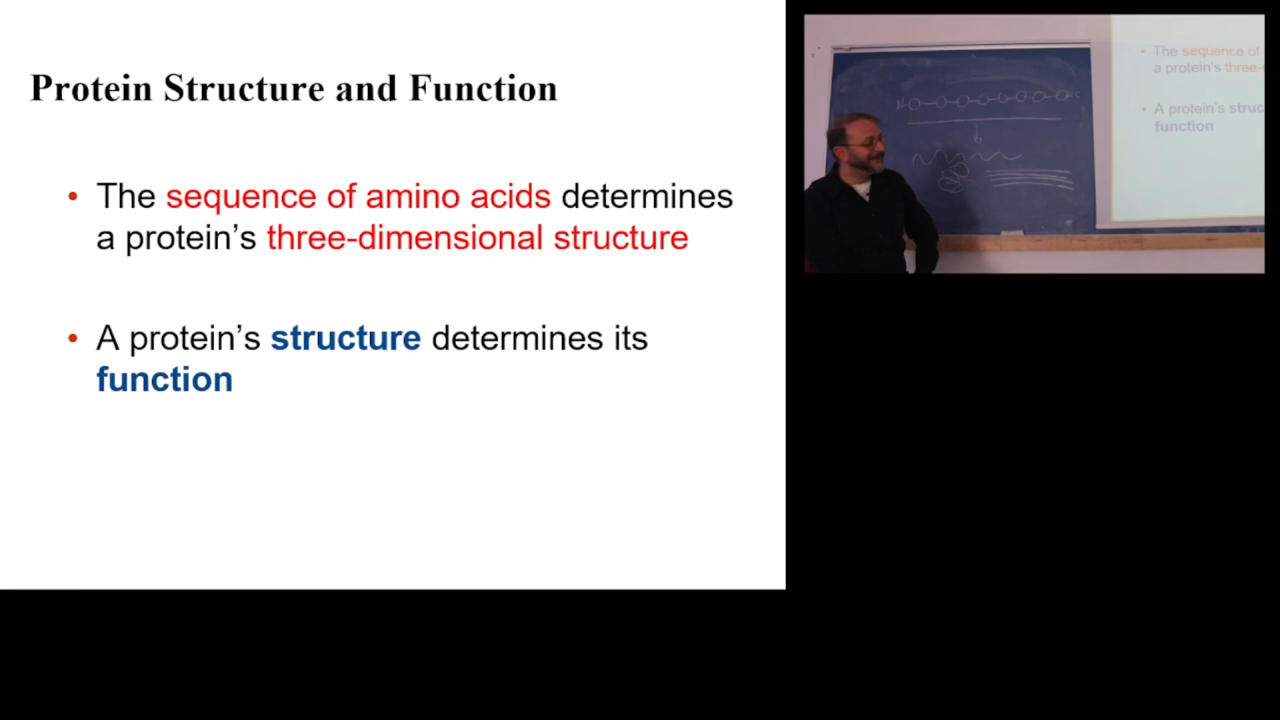 Protein Structure and Function
• The sequence of amino acids determines
a protein’s three-dimensional structure
• A protein’s structure determines its
function
N
C
• The sequence of
a protein's three-
• A protein's struc
function